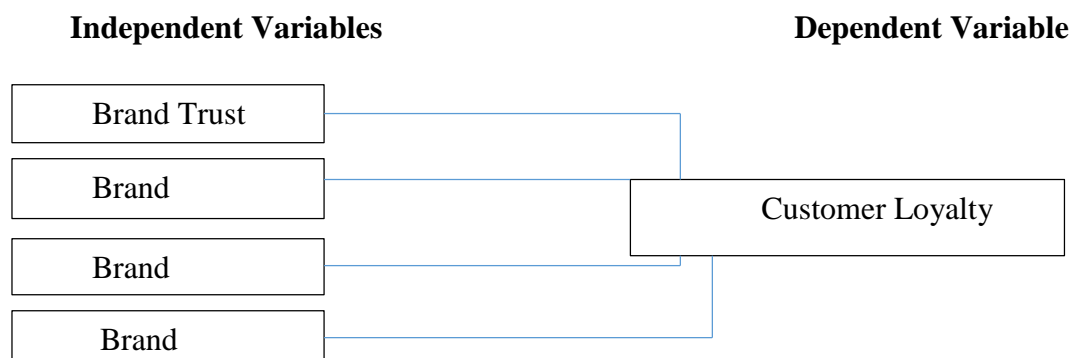 Independent Variables Dependent Variable
Brand Trust
Brand
Customer Loyalty
Brand
Brand